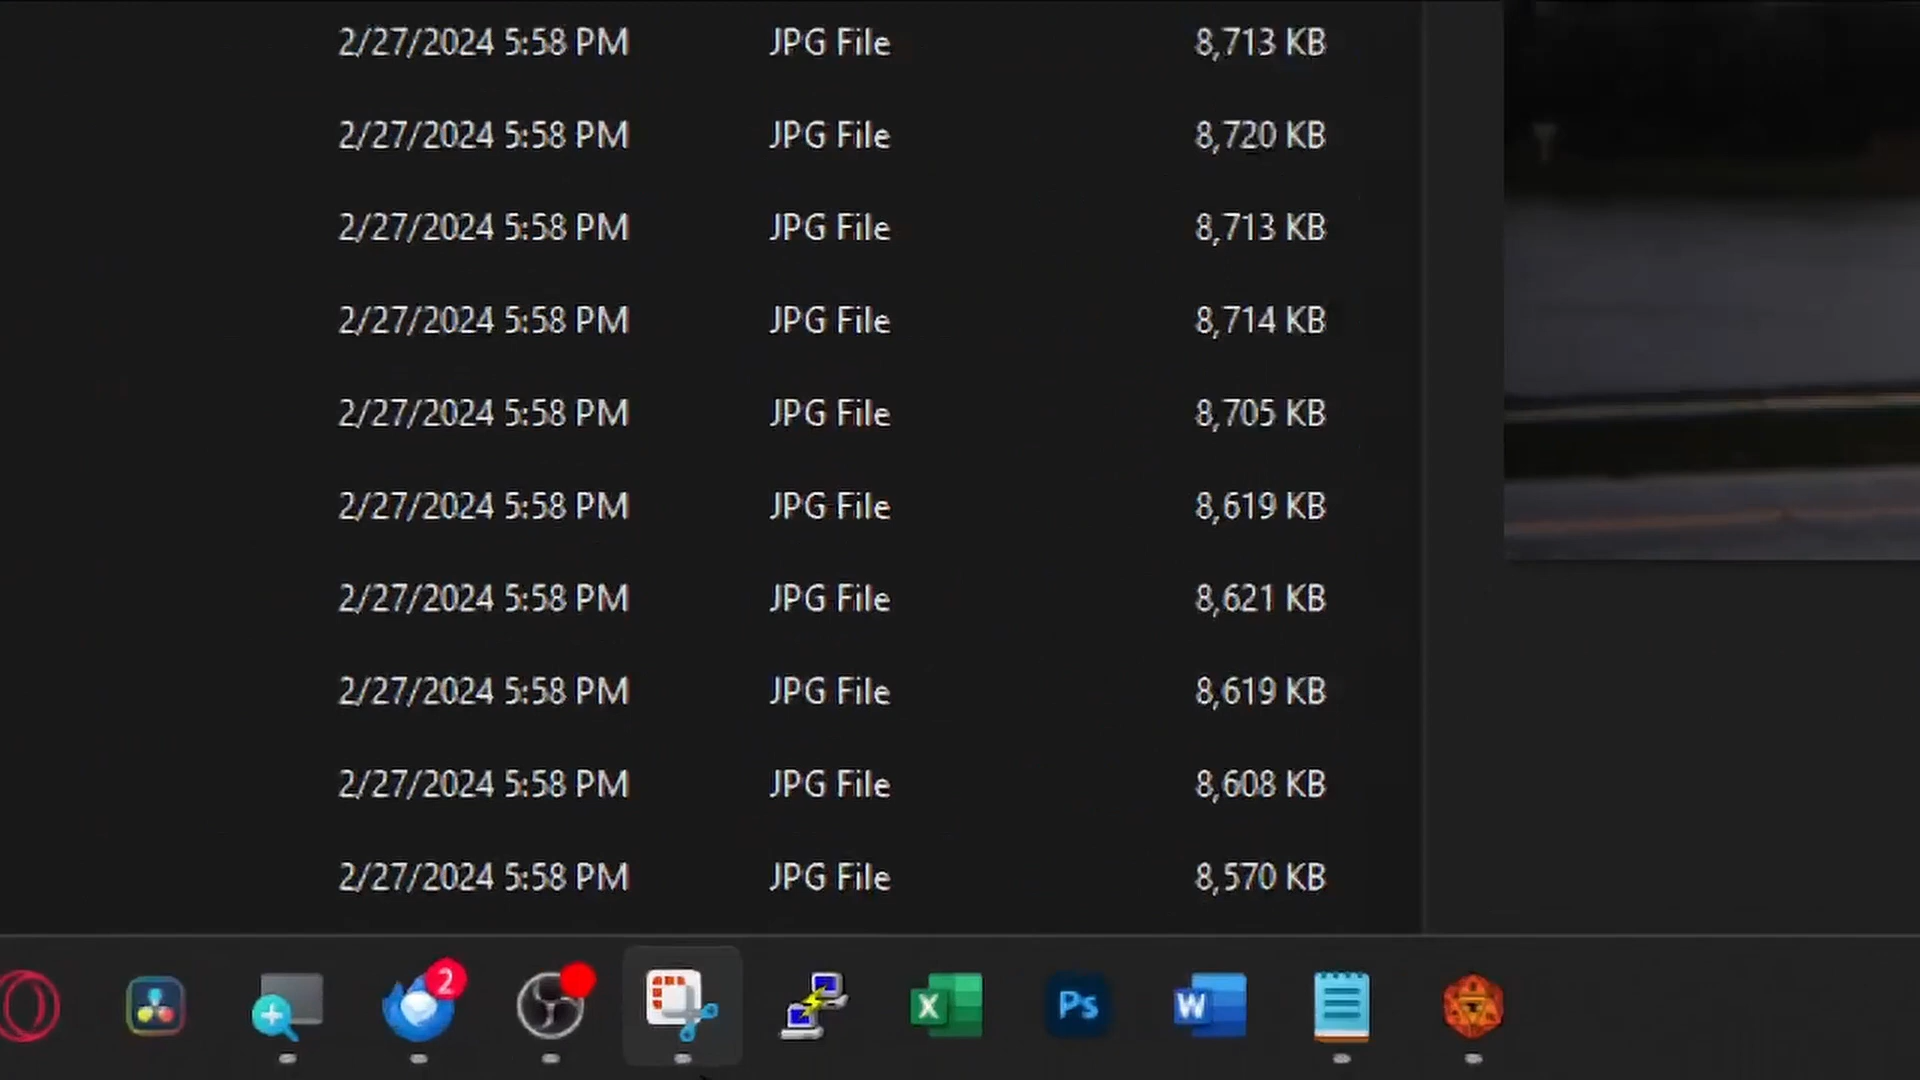 2/27/2024 5:58 PM JPG File 8,713 KB
2/27/2024 5:58 PM JPG File 8,720 KB
2/27/2024 5:58 PM JPG File 8,713 KB
2/27/2024 5:58 PM JPG File 8,714 KB
2/27/2024 5:58 PM JPG File 8,705 KB
2/27/2024 5:58 PM JPG File 8,619 KB
2/27/2024 5:58 PM JPG File 8,621 KB
2/27/2024 5:58 PM JPG File 8,619 KB
2/27/2024 5:58 PM JPG File 8,608 KB
2/27/2024 5:58 PM JPG File 8,570 KB
2 X Ps W